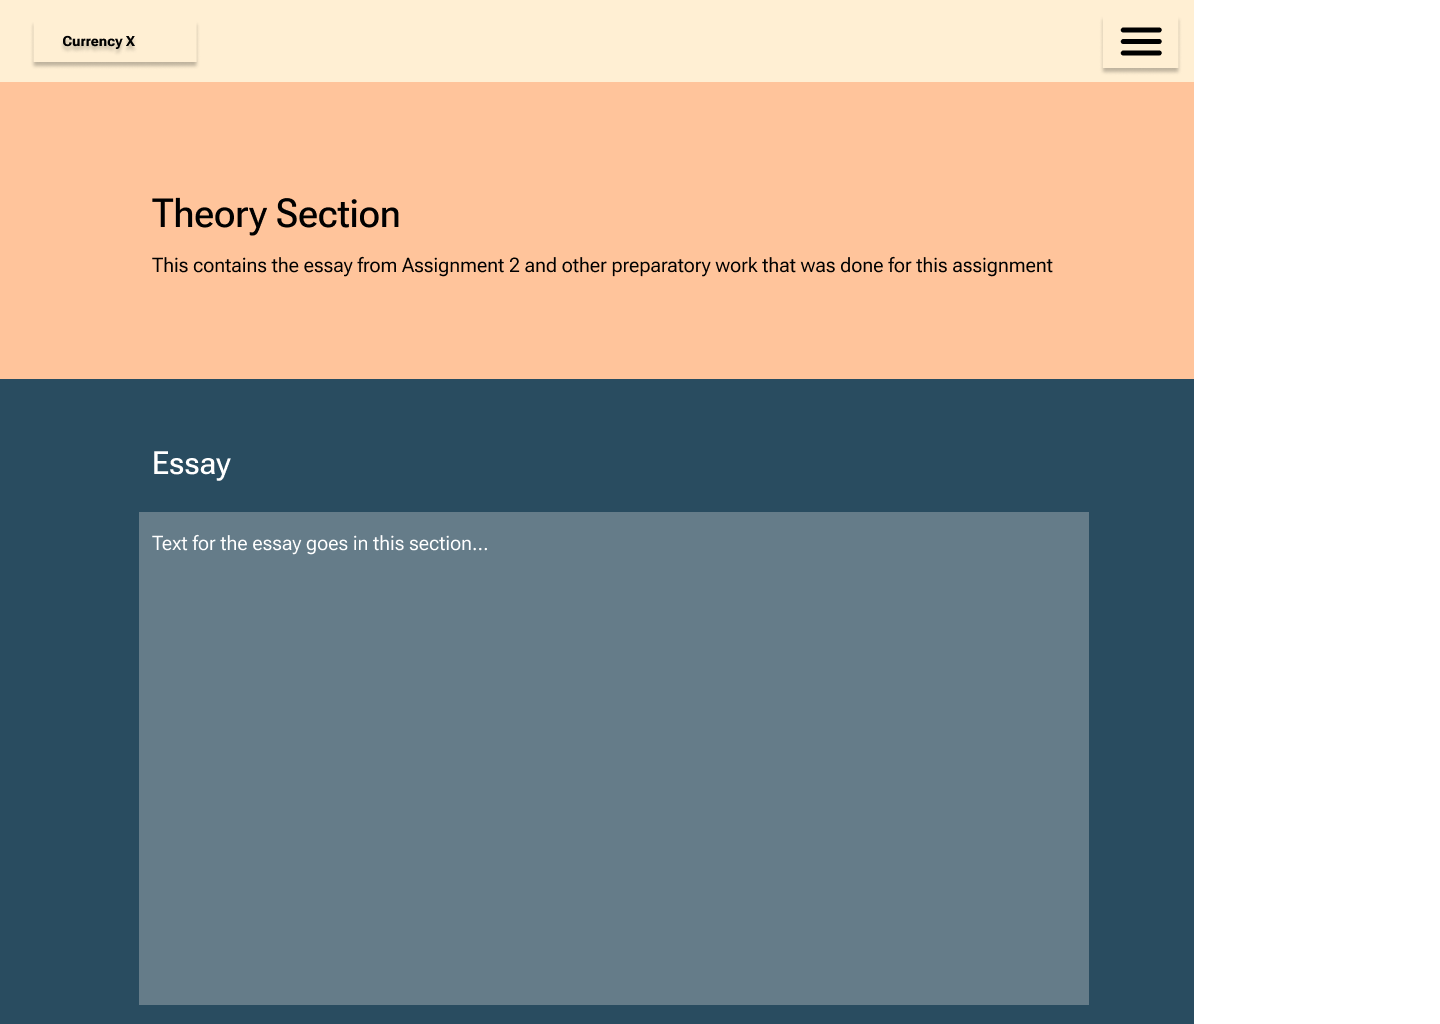 Currency X
Theory Section
This contains the essay from Assignment 2 and other preparatory work that was done for this assignment
Essay
Text for the essay goes in this section...